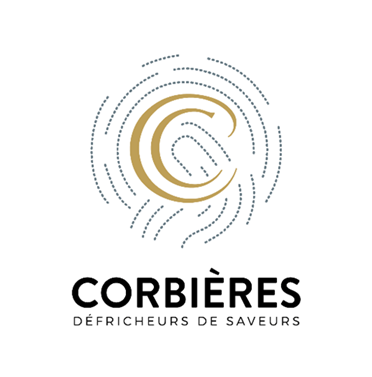 C
CORBIÈRES
DÉFRICHEURS DE SAVEURS